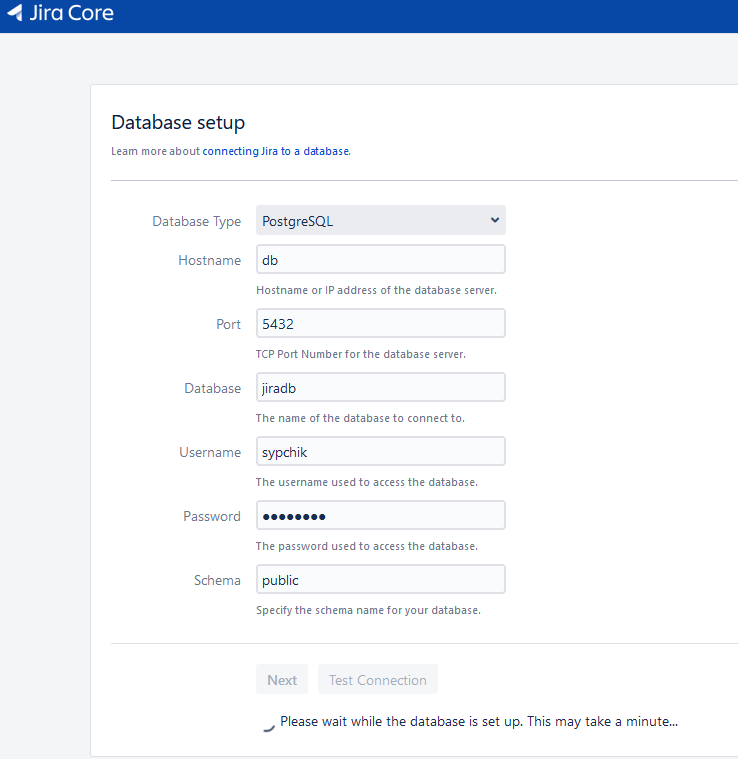 Jira Core
Database setup
Learn more about connecting Jira to a database.
Database Type PostgreSQL
Hostname db
Hostname or IP address of the database server.
Port 5432
TCP Port Number for the database server.
Database jiradb
The name of the database to connect to.
Username sypchik
The username used to access the database.
Password ●●●●●●●●
The password used to access the database.
Schema public
Specify the schema name for your database.
Next Test Connection
Please wait while the database is set up. This may take a minute...